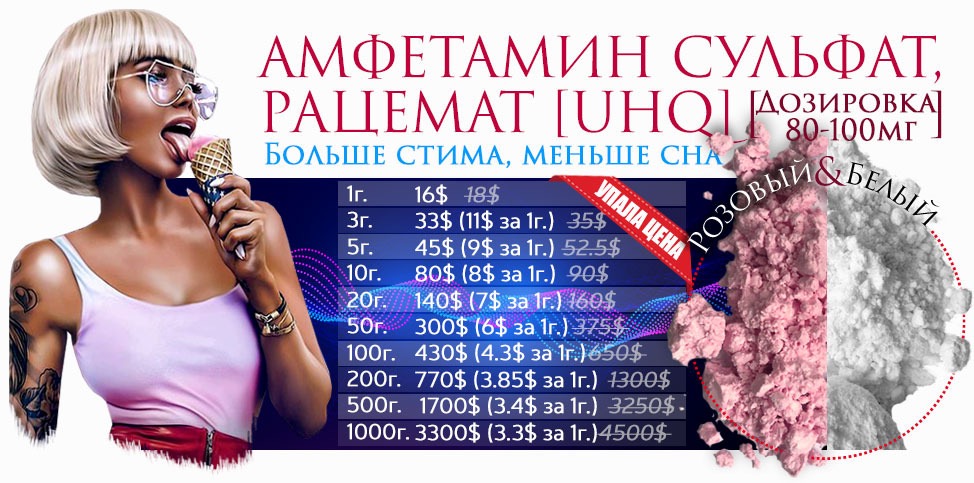 АМФЕТАМИН СУЛЬФАТ,
РАЦЕМАТ [UHQ] [ДОЗИРОВКА 80-100МГ]
БОЛЬШЕ СТИМА, МЕНЬШЕ СНА
РОЗОВЫЙ&БЕЛЫЙ
УПАЛА ЦЕНА
1г. 16$ 18$
3г. 33$ (11$ за 1г.) 35$
5г. 45$ (9$ за 1г.) 52.5$
10г. 80$ (8$ за 1г.) 90$
20г. 140$ (7$ за 1г.) 160$
50г. 300$ (6$ за 1г.) 375$
100г. 430$ (4.3$ за 1г.) 650$
200г. 770$ (3.85$ за 1г.) 1300$
500г. 1700$ (3.4$ за 1г.) 3250$
1000г. 3300$ (3.3$ за 1г.) 4500$